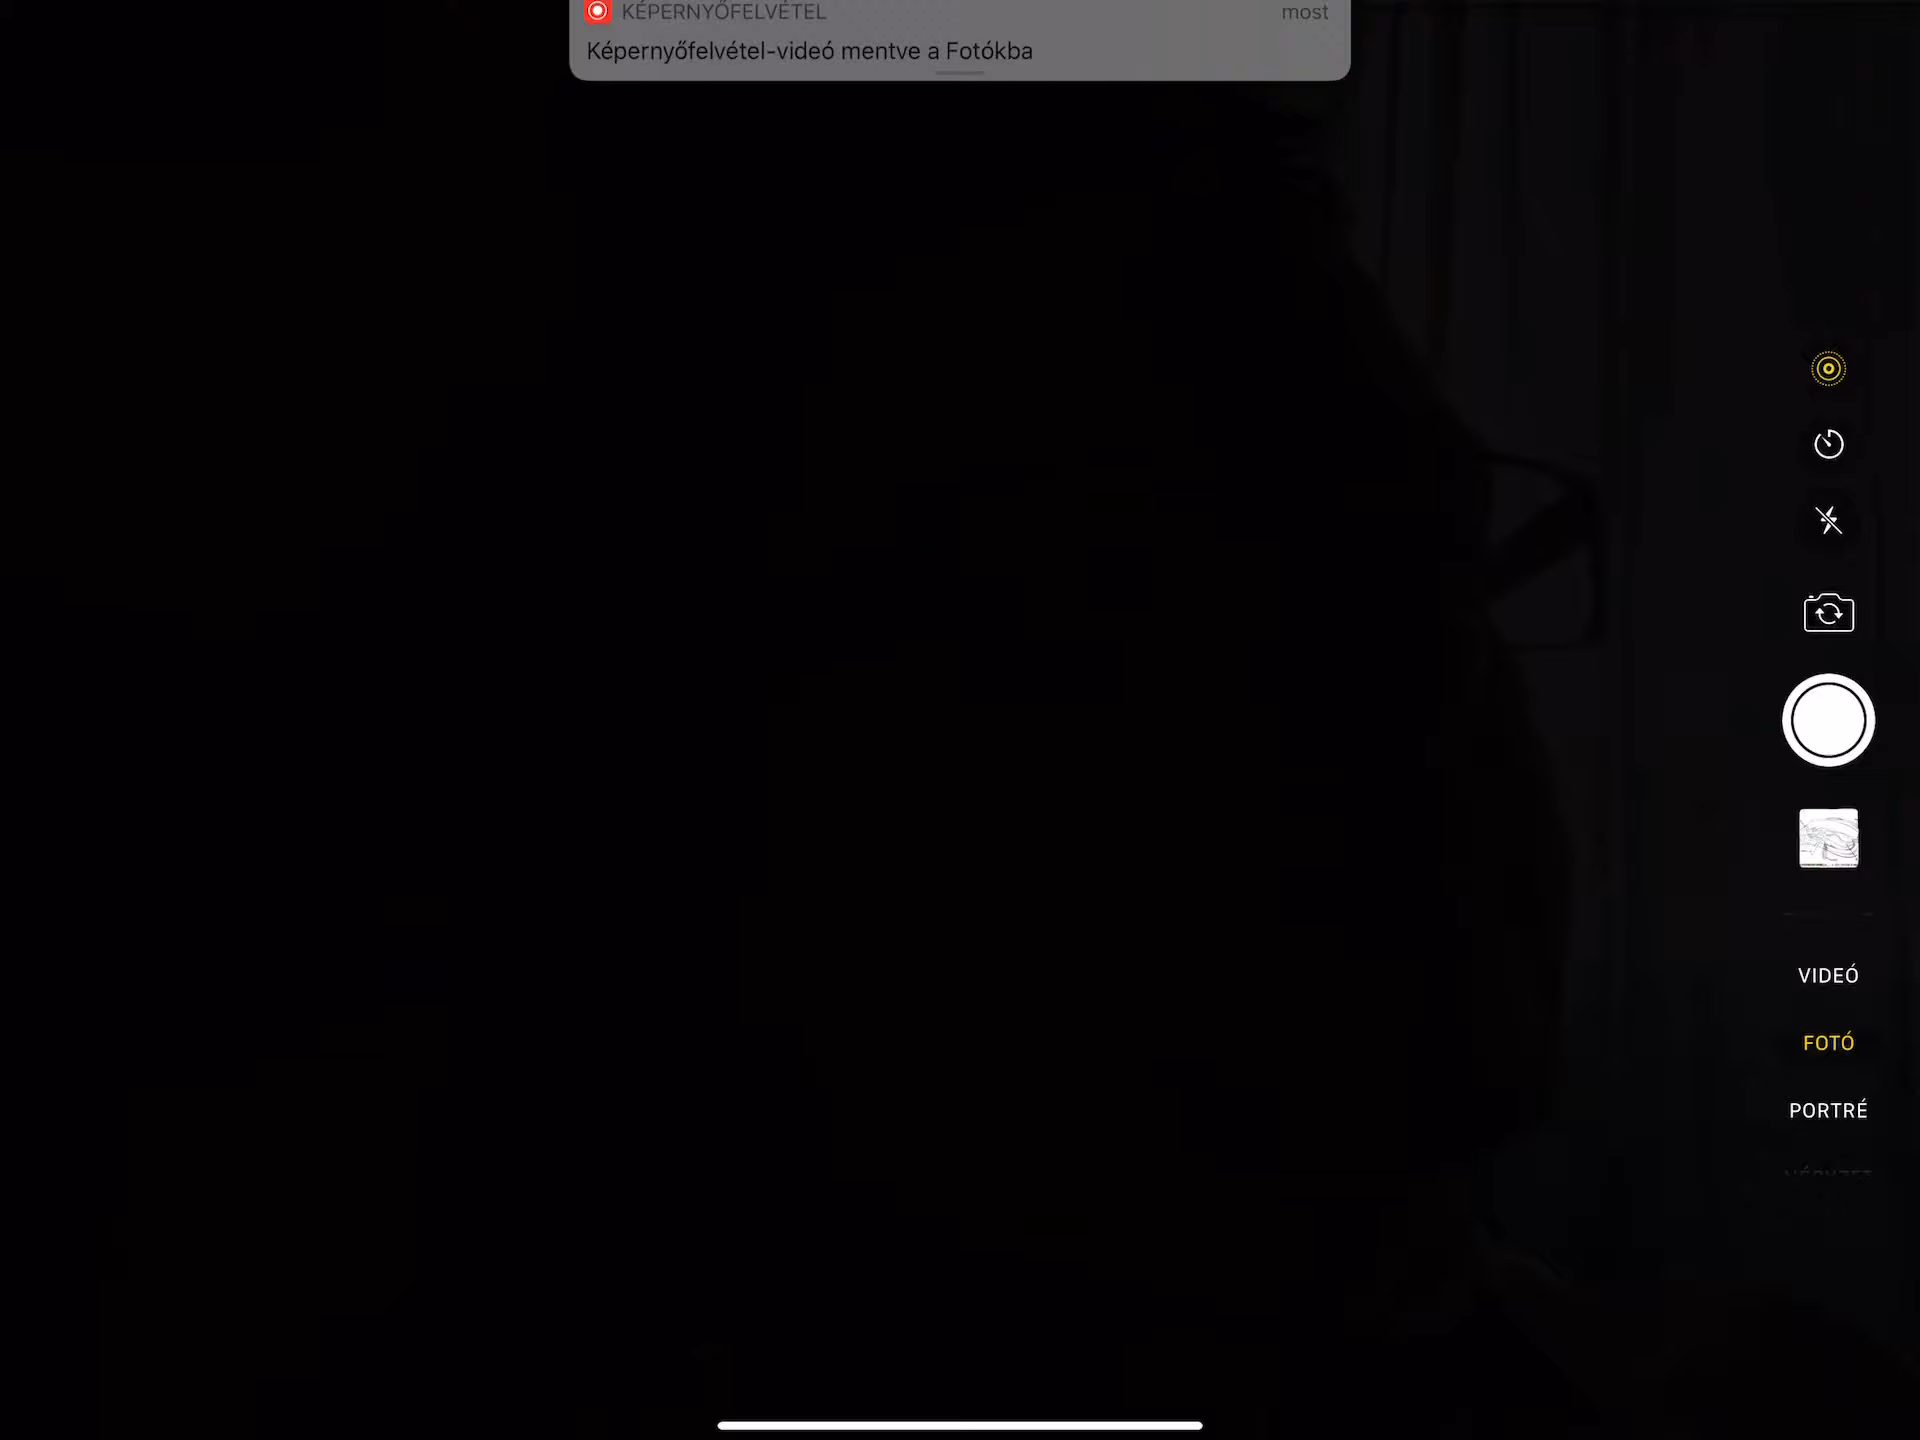 KÉPERNYŐFELVÉTEL
most
Képernyőfelvétel-videó mentve a Fotókba
VIDEÓ
FOTÓ
PORTRÉ